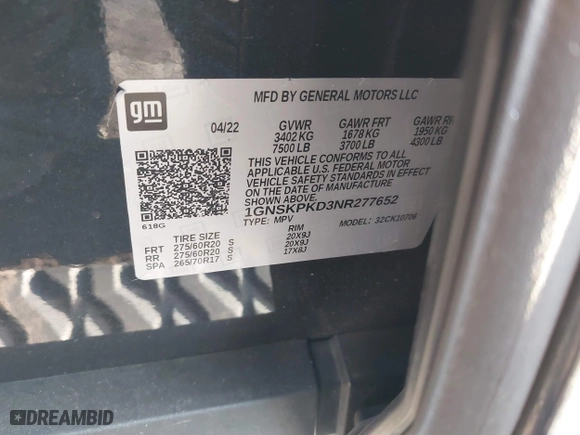 gm
MFD BY GENERAL MOTORS LLC
04/22 GVWR GAWR FRT GAWR RR
3402 KG 1678 KG 1950 KG
7500 LB 3700 LB 4300 LB
THIS VEHICLE CONFORMS TO ALL
APPLICABLE U.S. FEDERAL MOTOR
VEHICLE SAFETY STANDARDS IN
EFFECT ON THE DATE OF MANUFACTURE
SHOWN ABOVE.
1GNSKPKD3NR277652
TYPE: MPV MODEL: 32CK10706
618G
TIRE SIZE RIM
FRT 275/60R20 S 20X9J
RR 275/60R20 S 20X9J
SPA 265/70R17 S 17X8J
DREAMBID